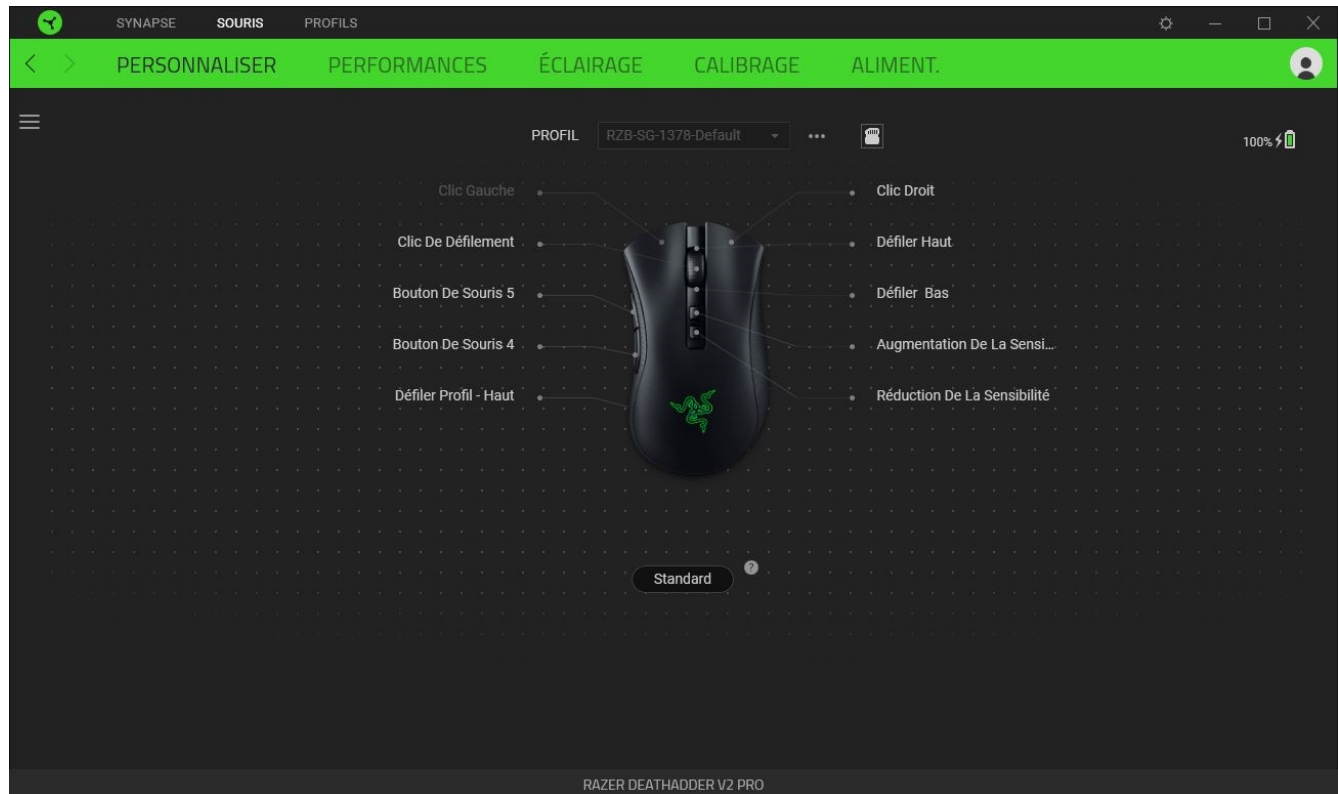 SYNAPSE SOURIS PROFILS
PERSONNALISER PERFORMANCES ÉCLAIRAGE CALIBRAGE ALIMENT.
PROFIL RZB-SG-1378-Default
100%
Clic Gauche Clic Droit
Clic De Défilement Défiler Haut
Bouton De Souris 5 Défiler Bas
Bouton De Souris 4 Augmentation De La Sensi...
Défiler Profil - Haut Réduction De La Sensibilité
Standard ?
RAZER DEATHADDER V2 PRO